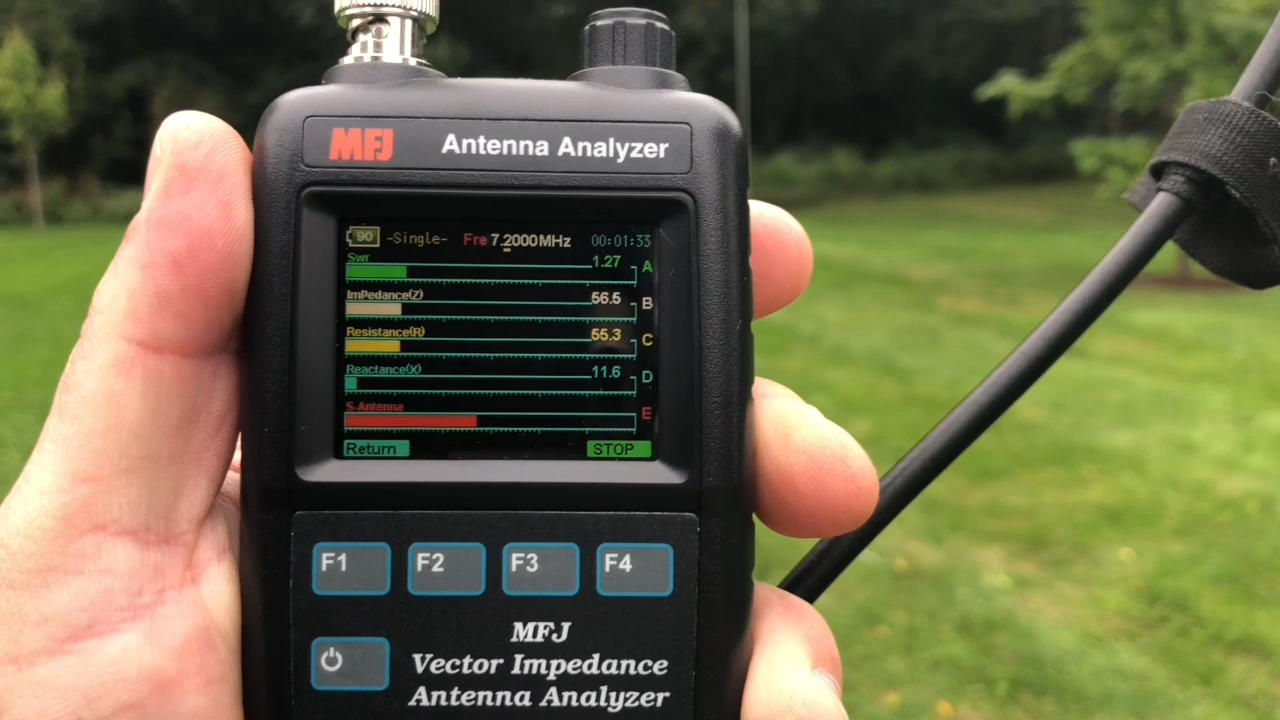 MFJ Antenna Analyzer
90 -Single- Fre 7.2000MHz 00:01:33
Swr 1.27 A
Impedance(Z) 56.5 B
Resistance(R) 55.3 C
Reactance(X) 11.6 D
S-Antenna E
Return STOP
F1 F2 F3 F4
MFJ
Vector Impedance
Antenna Analyzer